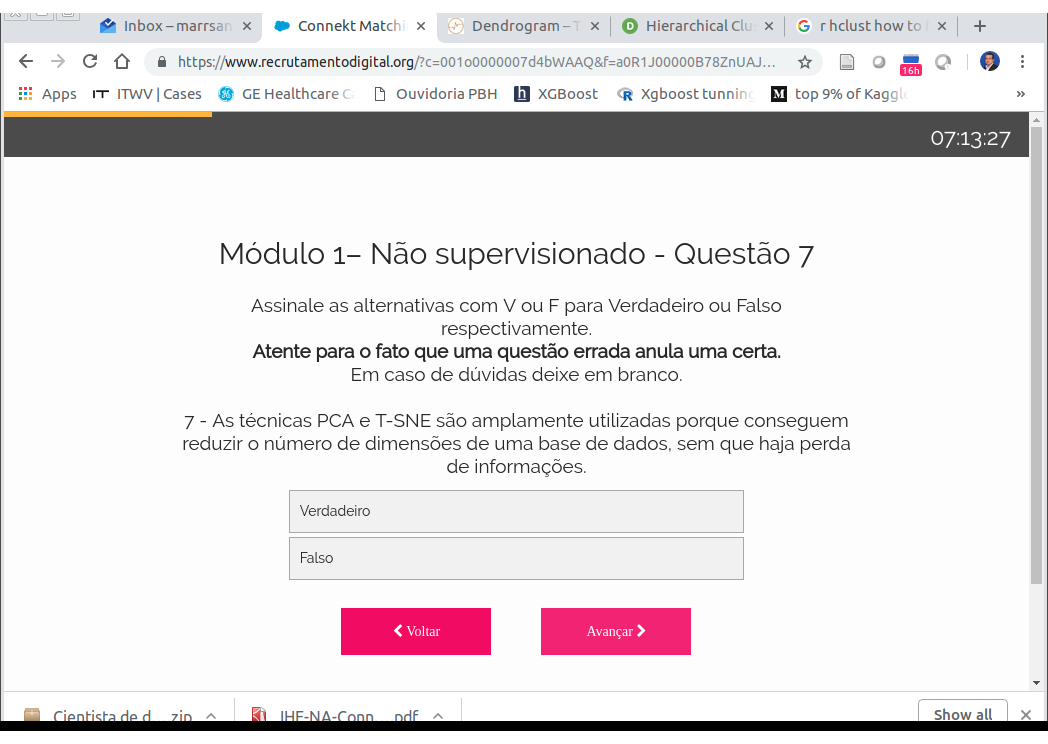 Inbox – marrsan
Connekt Matchi
Dendrogram – T
Hierarchical Clu
r hclust how to
https://www.recrutamentodigital.org/?c=001o0000007d4bWAAQ&f=a0R1J00000B78ZnUAJ...
16h
Apps
ITWV | Cases
GE Healthcare C
Ouvidoria PBH
XGBoost
Xgboost tunning
top 9% of Kaggl
»
07:13:27
Módulo 1– Não supervisionado - Questão 7
Assinale as alternativas com V ou F para Verdadeiro ou Falso
respectivamente.
Atente para o fato que uma questão errada anula uma certa.
Em caso de dúvidas deixe em branco.
7 - As técnicas PCA e T-SNE são amplamente utilizadas porque conseguem
reduzir o número de dimensões de uma base de dados, sem que haja perda
de informações.
Verdadeiro
Falso
Voltar
Avançar
Cientista de d....zip
IHF-NA-Conn....pdf
Show all